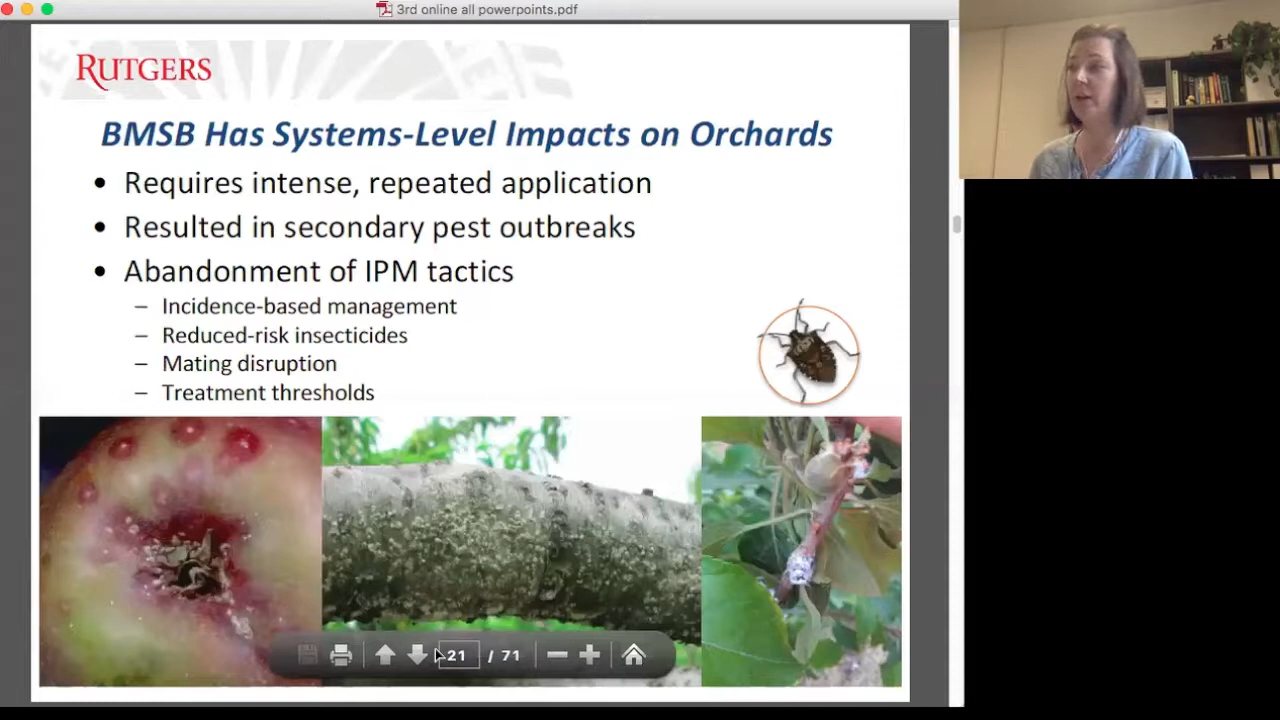 3rd online all powerpoints.pdf
RUTGERS
BMSB Has Systems-Level Impacts on Orchards
• Requires intense, repeated application
• Resulted in secondary pest outbreaks
• Abandonment of IPM tactics
– Incidence-based management
– Reduced-risk insecticides
– Mating disruption
– Treatment thresholds
21 / 71